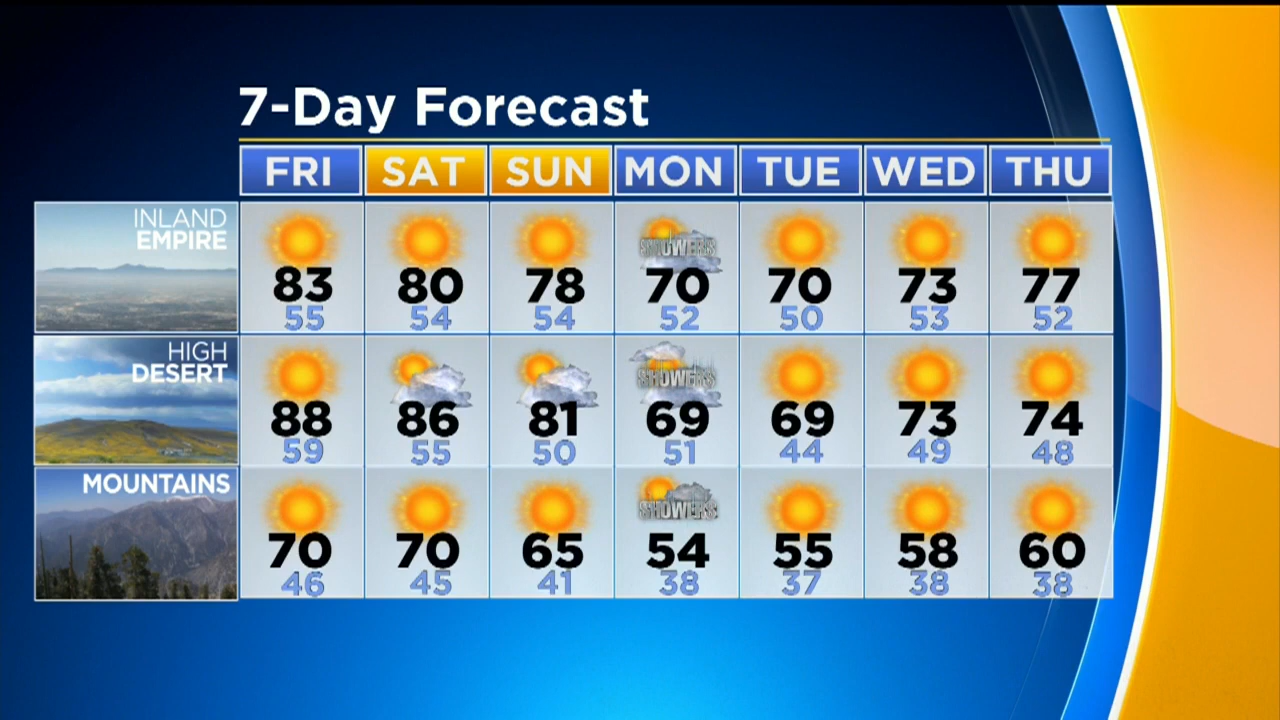 7-Day Forecast
FRI SAT SUN MON TUE WED THU
INLAND
EMPIRE
SHOWERS
83 80 78 70 70 73 77
55 54 54 52 50 53 52
HIGH
DESERT
SHOWERS
88 86 81 69 69 73 74
59 55 50 51 44 49 48
MOUNTAINS
SHOWERS
70 70 65 54 55 58 60
46 45 41 38 37 38 38